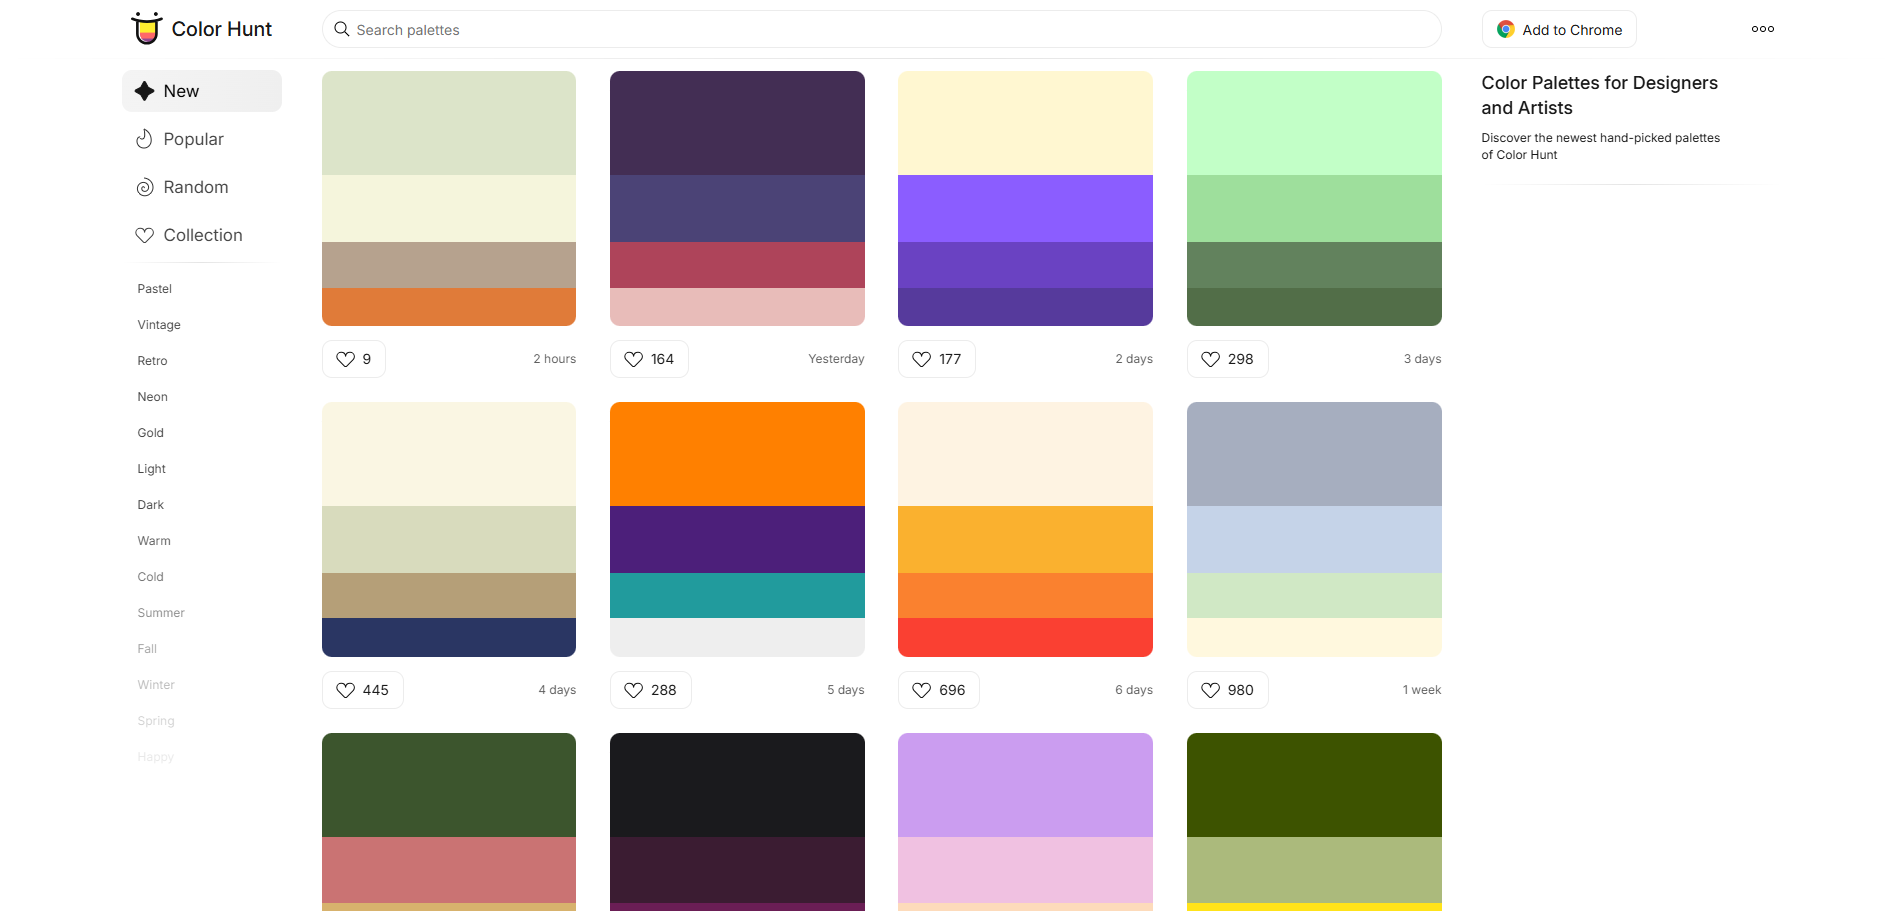 Color Hunt
Search palettes
Add to Chrome
New
Popular
Random
Collection
Pastel
Vintage
Retro
Neon
Gold
Light
Dark
Warm
Cold
Summer
Fall
Winter
Spring
Happy
9
2 hours
164
Yesterday
177
2 days
298
3 days
445
4 days
288
5 days
696
6 days
980
1 week
Color Palettes for Designers
and Artists
Discover the newest hand-picked palettes
of Color Hunt